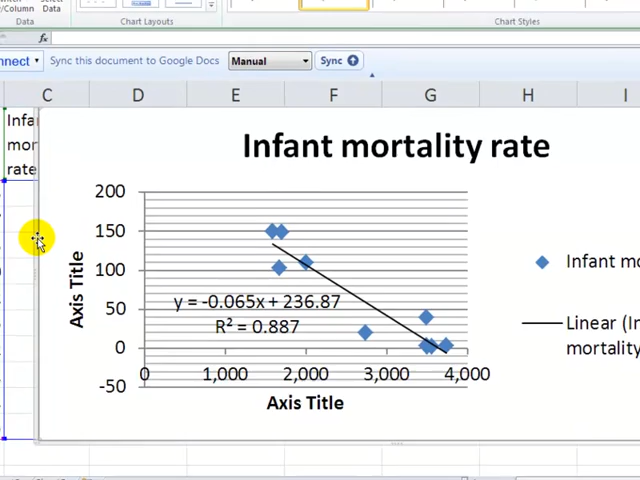 Data
Chart Layouts
Chart Styles
fx
Sync this document to Google Docs
Manual
Sync
C D E F G H I
Infant mortality rate
200
150
100
50
0
-50
0 1,000 2,000 3,000 4,000
Axis Title
Axis Title
y = -0.065x + 236.87
R² = 0.887
Infant mo
Linear (In
mortality
Infa
mor
rate